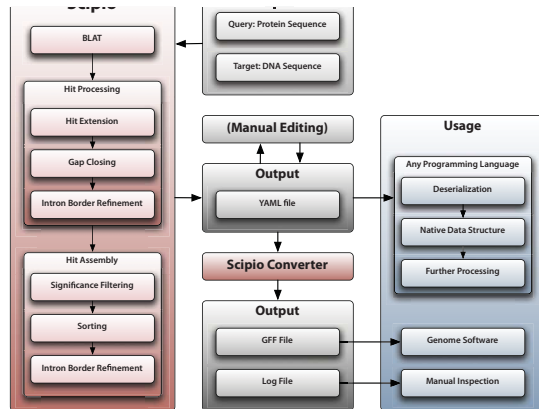 Scipio
BLAT
Hit Processing
Hit Extension
Gap Closing
Intron Border Refinement
Hit Assembly
Significance Filtering
Sorting
Intron Border Refinement
Query: Protein Sequence
Target: DNA Sequence
(Manual Editing)
Output
YAML file
Scipio Converter
Output
GFF File
Log File
Usage
Any Programming Language
Deserialization
Native Data Structure
Further Processing
Genome Software
Manual Inspection